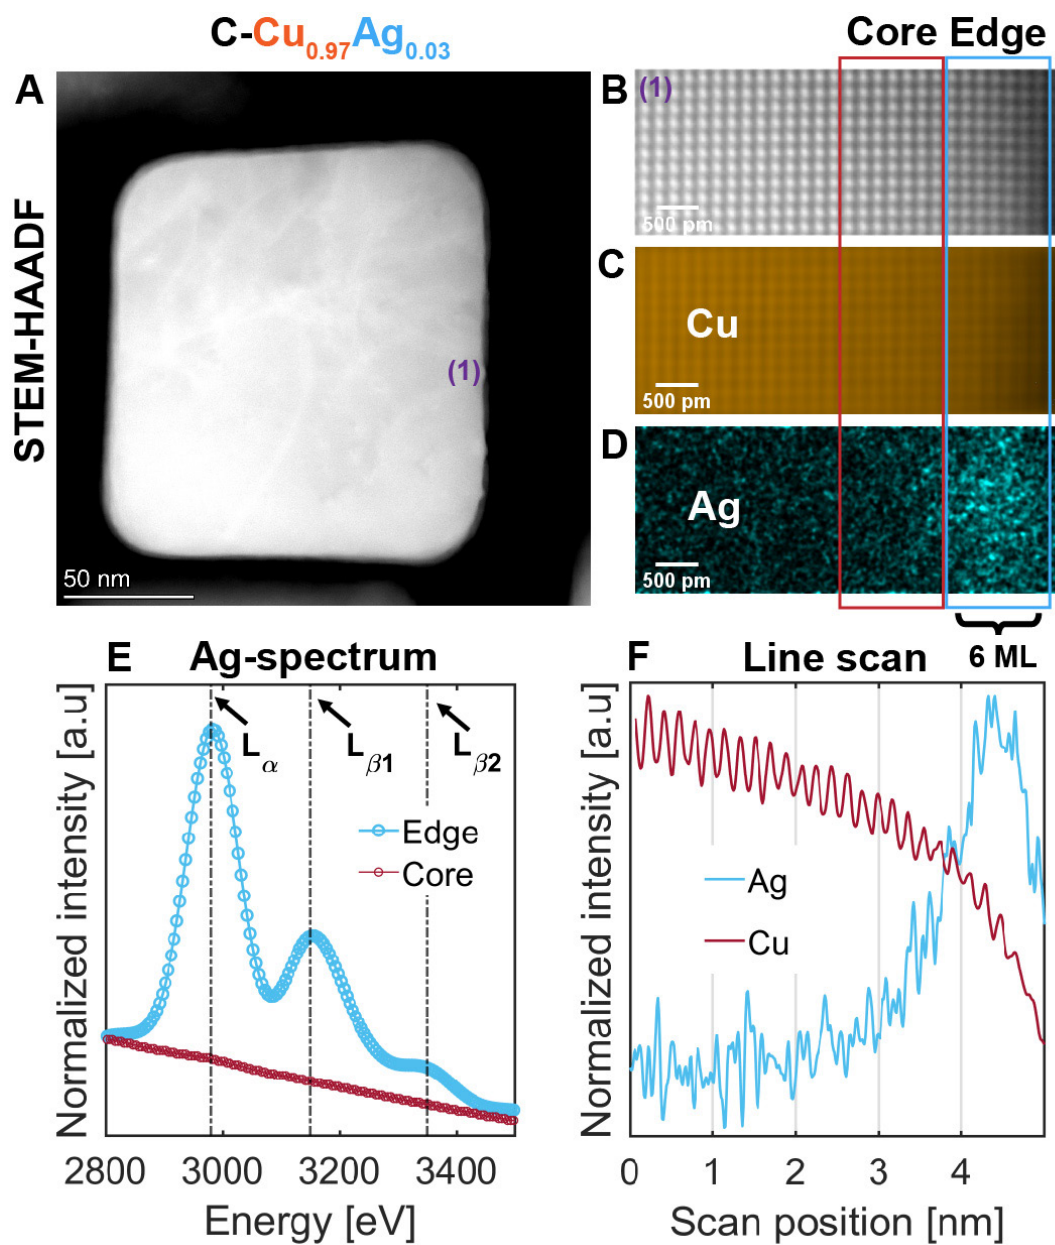 C-Cu0.97Ag0.03
Core Edge
A
STEM-HAADF
(1)
50 nm
B
(1)
500 pm
C
Cu
500 pm
D
Ag
500 pm
6 ML
E Ag-spectrum
Normalized intensity [a.u]
Lα
Lβ1
Lβ2
Edge
Core
2800 3000 3200 3400
Energy [eV]
F Line scan
Normalized intensity [a.u]
Ag
Cu
0 1 2 3 4
Scan position [nm]